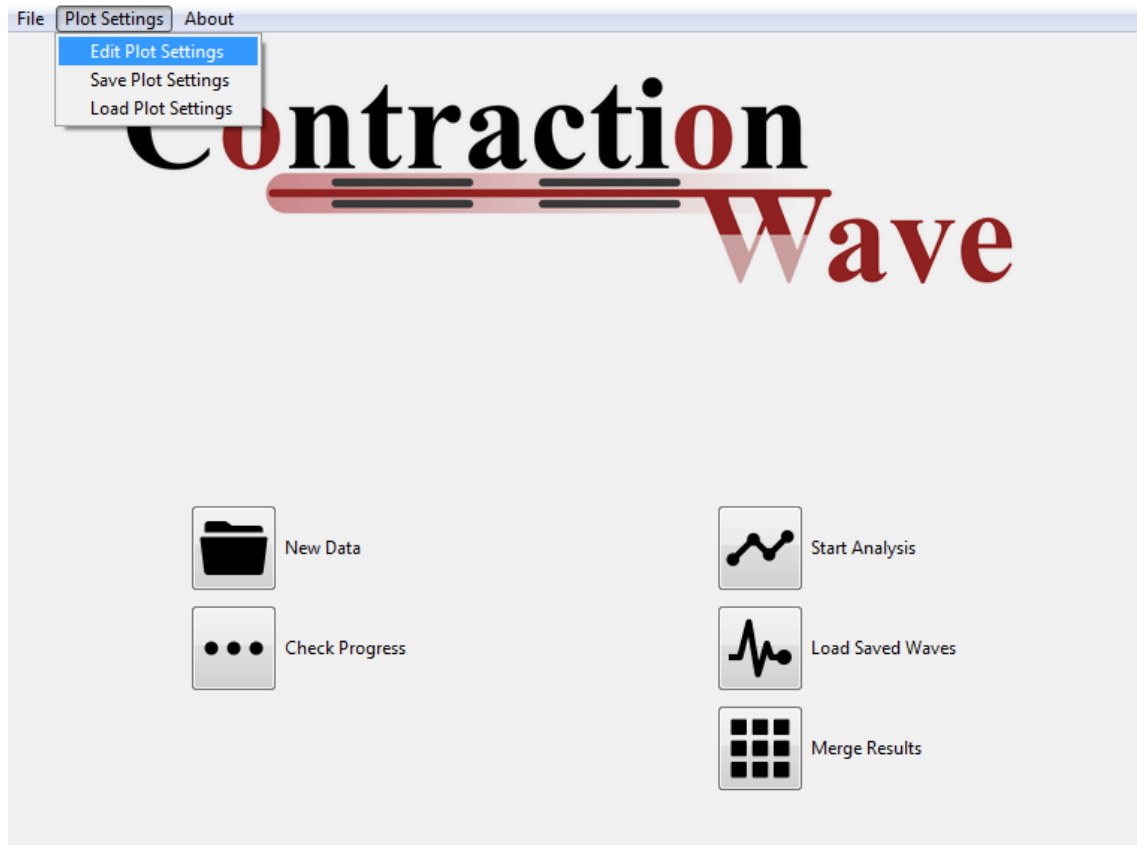 File Plot Settings About
Edit Plot Settings
Save Plot Settings
Load Plot Settings
Contraction
Wave
New Data
Start Analysis
Check Progress
Load Saved Waves
Merge Results